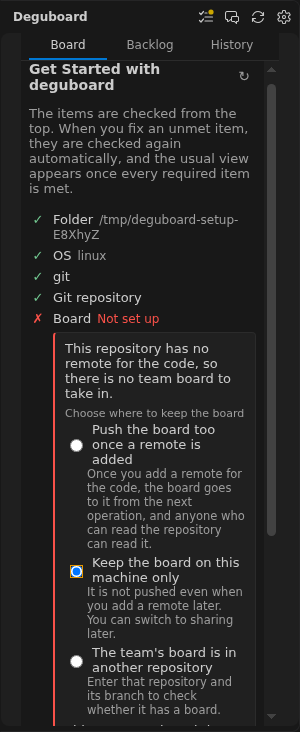 Deguboard
Board Backlog History
Get Started with
deguboard
The items are checked from the
top. When you fix an unmet item,
they are checked again
automatically, and the usual view
appears once every required item
is met.
✓ Folder /tmp/deguboard-setup-
E8XhyZ
✓ OS linux
✓ git
✓ Git repository
✗ Board Not set up
This repository has no
remote for the code, so
there is no team board to
take in.
Choose where to keep the board
Push the board too
once a remote is
added
Once you add a remote for
the code, the board goes
to it from the next
operation, and anyone who
can read the repository
can read it.
Keep the board on this
machine only
It is not pushed even when
you add a remote later.
You can switch to sharing
later.
The team's board is in
another repository
Enter that repository and
its branch to check
whether it has a board.